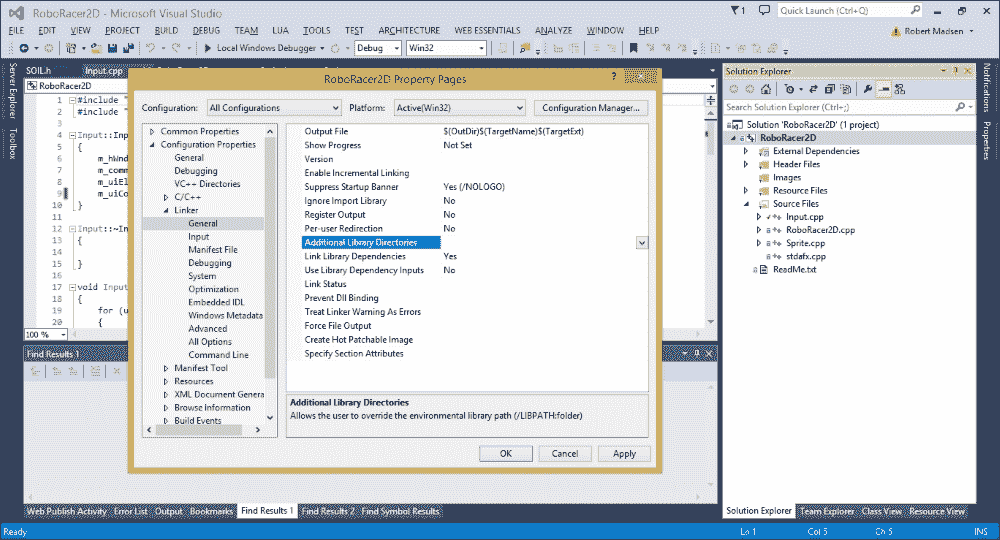 RoboRacer2D - Microsoft Visual Studio
1
Quick Launch (Ctrl+Q)
FILE EDIT VIEW PROJECT BUILD DEBUG TEAM LUA TOOLS TEST ARCHITECTURE WEB ESSENTIALS ANALYZE WINDOW HELP
Robert Madsen
Local Windows Debugger Debug Win32
Server Explorer
Toolbox
SOIL.h Input.cpp
RoboRacer2D
1 #include
2 #include
3
4 Input::Inp
5 {
6 m_hWnd
7 m_comm
8 m_uiEl
9 m_uiCo
10 }
11
12 Input::~In
13 {
14
15 }
16
17 void Input
18 {
19 for (u
20 {
100 %
RoboRacer2D Property Pages
? x
Configuration: All Configurations Platform: Active(Win32) Configuration Manager...
Common Properties
Configuration Properties
General
Debugging
VC++ Directories
C/C++
Linker
General
Input
Manifest File
Debugging
System
Optimization
Embedded IDL
Windows Metadata
Advanced
All Options
Command Line
Manifest Tool
Resources
XML Document Genera
Browse Information
Build Events
Output File $(OutDir)$(TargetName)$(TargetExt)
Show Progress Not Set
Version
Enable Incremental Linking
Suppress Startup Banner Yes (/NOLOGO)
Ignore Import Library No
Register Output No
Per-user Redirection No
Additional Library Directories
Link Library Dependencies Yes
Use Library Dependency Inputs No
Link Status
Prevent Dll Binding
Treat Linker Warning As Errors
Force File Output
Create Hot Patchable Image
Specify Section Attributes
Additional Library Directories
Allows the user to override the environmental library path (/LIBPATH:folder)
OK Cancel Apply
Find Results 1
Web Publish Activity Error List Output Bookmarks Find Results 1 Find Results 2 Find Symbol Results
Solution Explorer
Search Solution Explorer (Ctrl+;)
Solution 'RoboRacer2D' (1 project)
RoboRacer2D
External Dependencies
Header Files
Images
Resource Files
Source Files
Input.cpp
RoboRacer2D.cpp
Sprite.cpp
stdafx.cpp
ReadMe.txt
Solution Explorer Team Explorer Class View Resource View
Notifications
Properties
Ready Ln 1 Col 5 Ch 5 INS